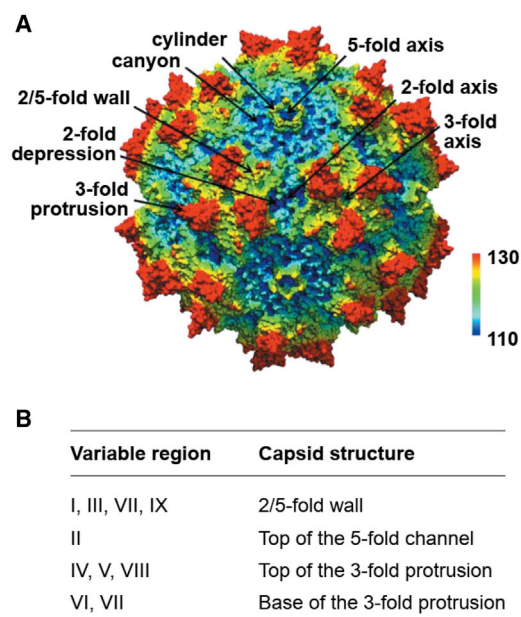 A
cylinder
canyon
5-fold axis
2/5-fold wall
2-fold axis
2-fold
depression
3-fold
axis
3-fold
protrusion
130
110
B
Variable region Capsid structure
I, III, VII, IX 2/5-fold wall
II Top of the 5-fold channel
IV, V, VIII Top of the 3-fold protrusion
VI, VII Base of the 3-fold protrusion